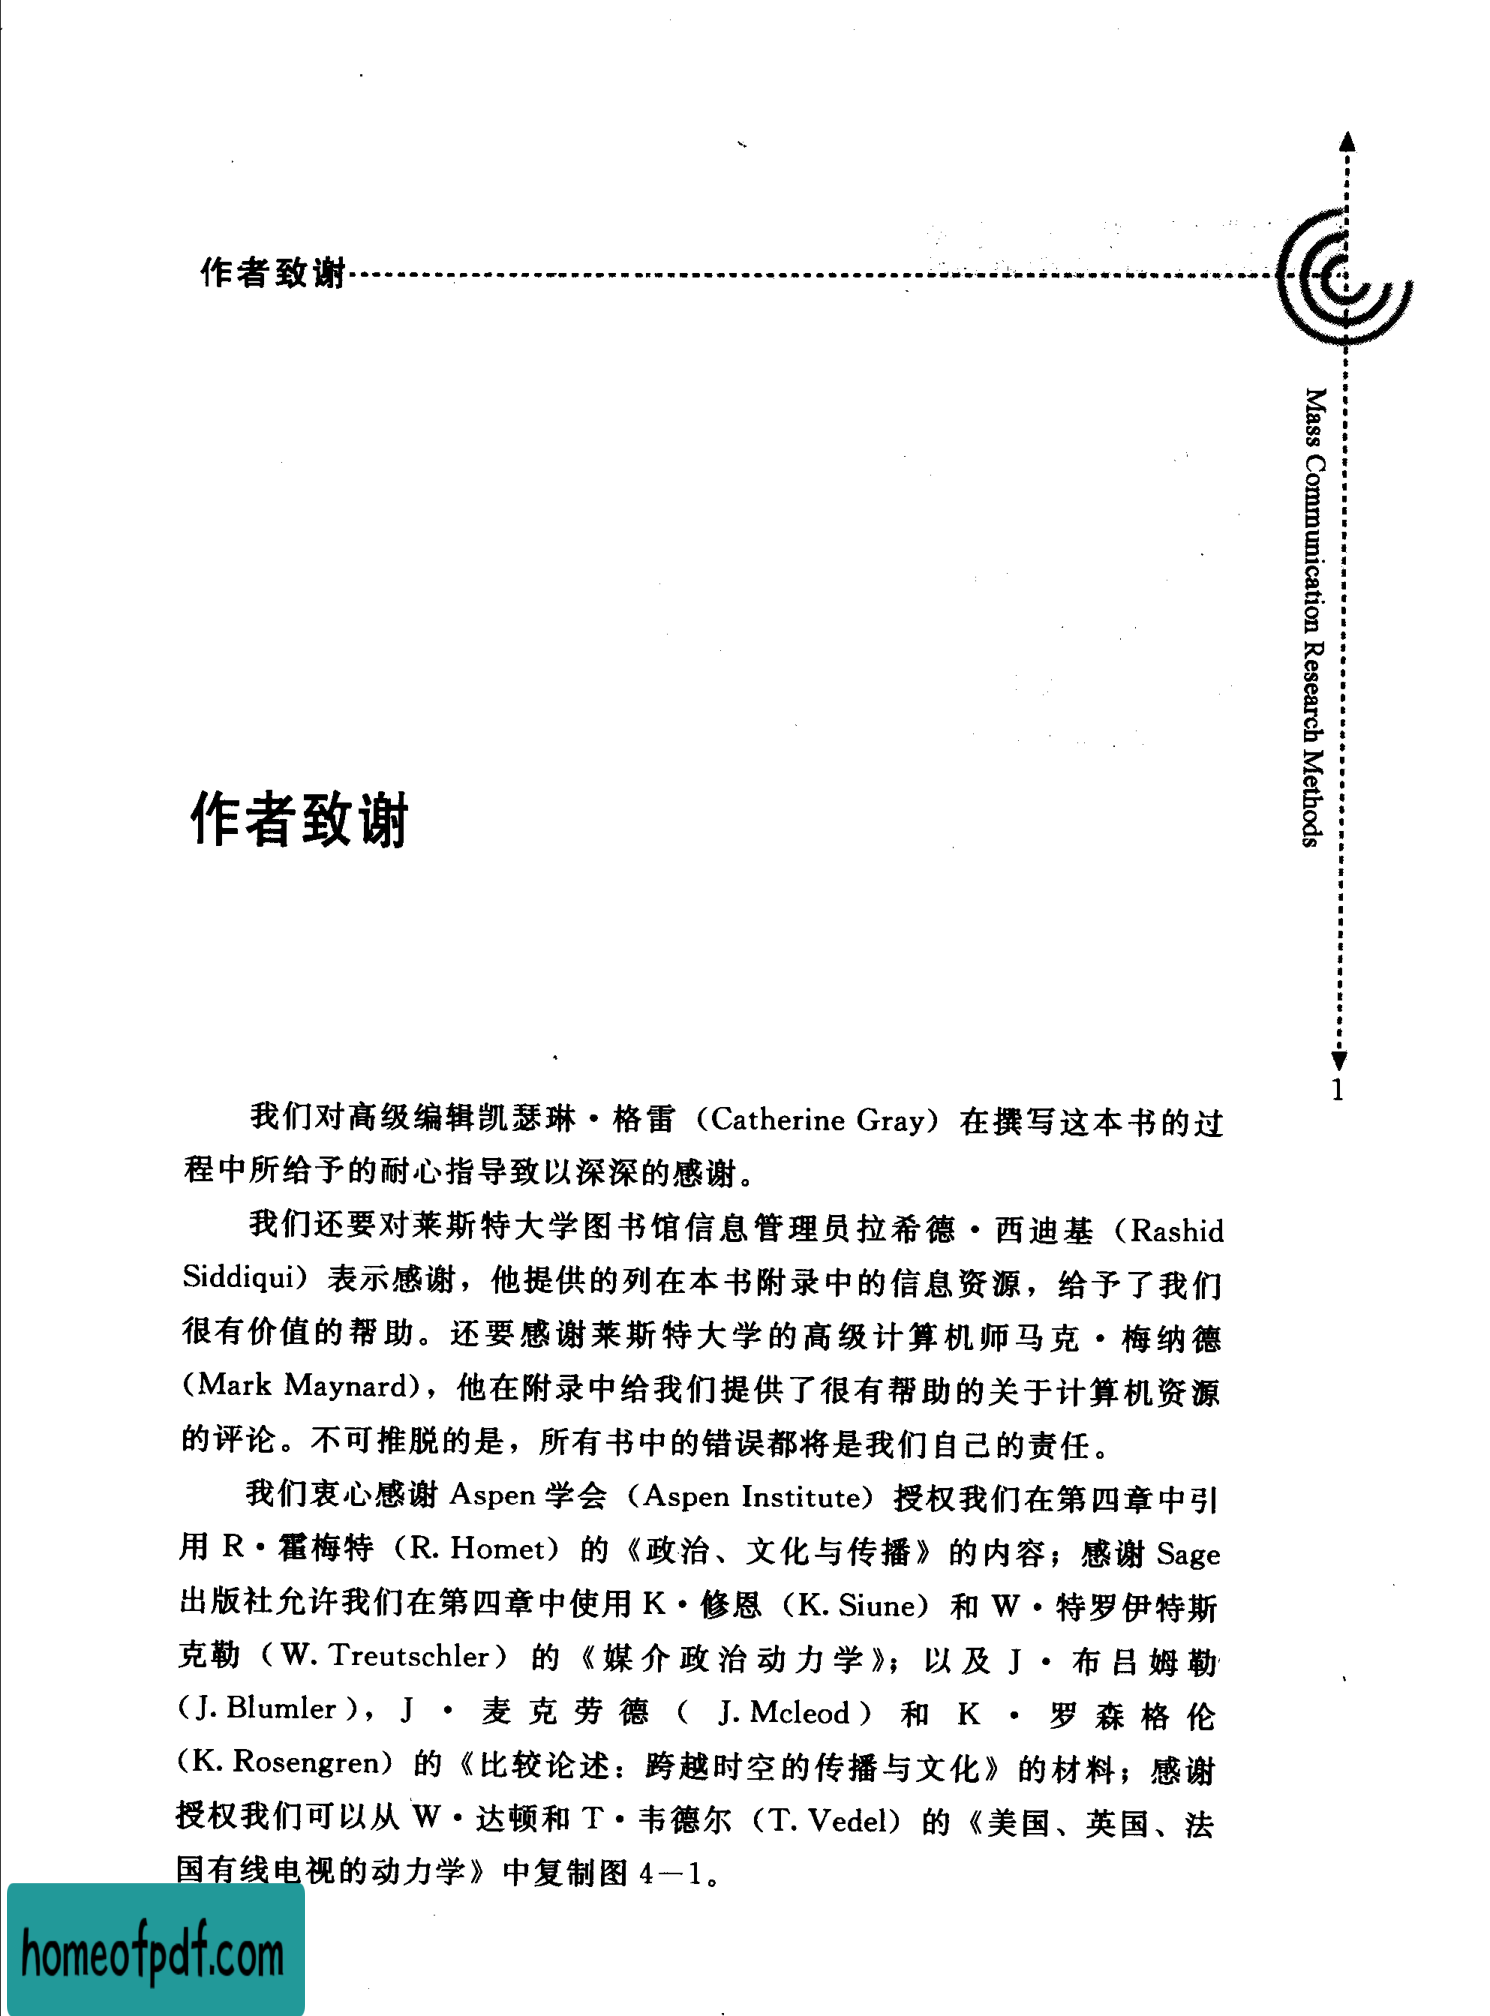 作者致谢
Mass Communication Research Methods
1
作者致谢
我们对高级编辑凯瑟琳·格雷（Catherine Gray）在撰写这本书的过
程中所给予的耐心指导致以深深的感谢。
我们还要对莱斯特大学图书馆信息管理员拉希德·西迪基（Rashid
Siddiqui）表示感谢，他提供的列在本书附录中的信息资源，给予了我们
很有价值的帮助。还要感谢莱斯特大学的高级计算机师马克·梅纳德
（Mark Maynard），他在附录中给我们提供了很有帮助的关于计算机资源
的评论。不可推脱的是，所有书中的错误都将是我们自己的责任。
我们衷心感谢 Aspen 学会（Aspen Institute）授权我们在第四章中引
用 R·霍梅特（R. Homet）的《政治、文化与传播》的内容；感谢 Sage
出版社允许我们在第四章中使用 K·修恩（K. Siune）和 W·特罗伊特斯
克勒（W. Treutschler）的《媒介政治动力学》；以及 J·布吕姆勒
（J. Blumler），J·麦克劳德（J. Mcleod）和 K·罗森格伦
（K. Rosengren）的《比较论述：跨越时空的传播与文化》的材料；感谢
授权我们可以从 W·达顿和 T·韦德尔（T. Vedel）的《美国、英国、法
国有线电视的动力学》中复制图 4—1。
homeofpdf.com